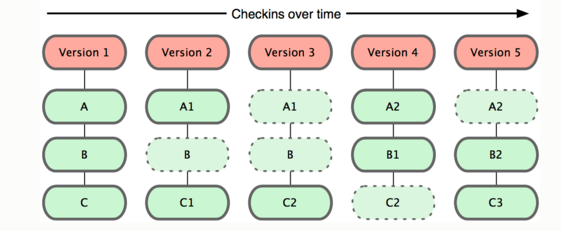 Checkins over time
Version 1 Version 2 Version 3 Version 4 Version 5
A A1 A1 A2 A2
B B B B1 B2
C C1 C2 C2 C3